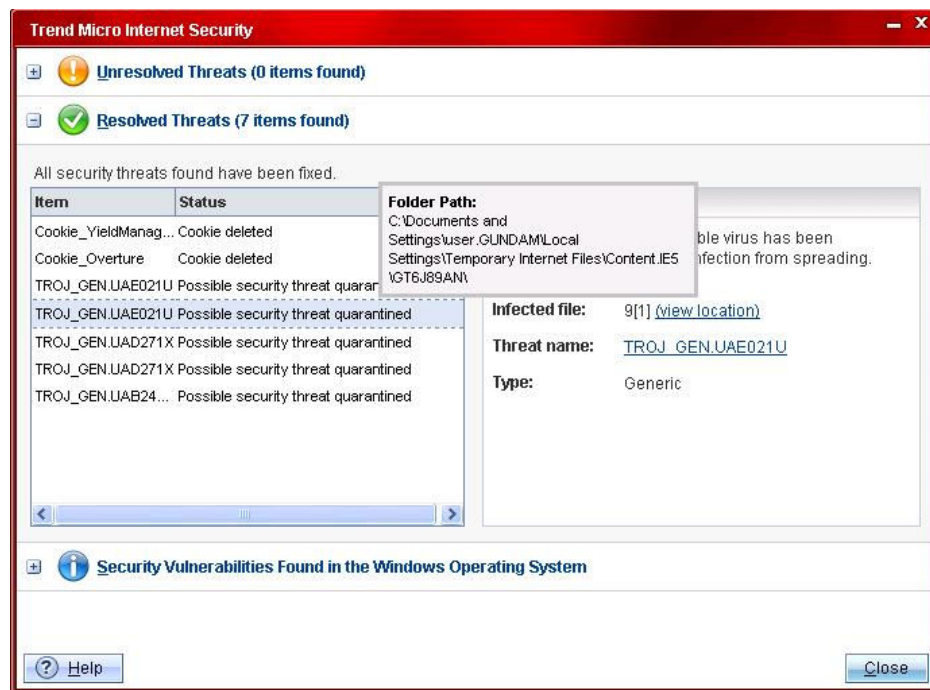 Trend Micro Internet Security
Unresolved Threats (0 items found)
Resolved Threats (7 items found)
All security threats found have been fixed.
Item Status
Cookie_YieldManag... Cookie deleted
Cookie_Overture Cookie deleted
TROJ_GEN.UAE021U Possible security threat quarant
TROJ_GEN.UAE021U Possible security threat quarantined
TROJ_GEN.UAD271X Possible security threat quarantined
TROJ_GEN.UAD271X Possible security threat quarantined
TROJ_GEN.UAB24... Possible security threat quarantined
Folder Path:
C:\Documents and
Settings\user.GUNDAM\Local
Settings\Temporary Internet Files\Content.IE5
\GT6J89AN\
virus has been
from spreading.
Infected file: 9[1] (view location)
Threat name: TROJ_GEN.UAE021U
Type: Generic
Security Vulnerabilities Found in the Windows Operating System
Help
Close